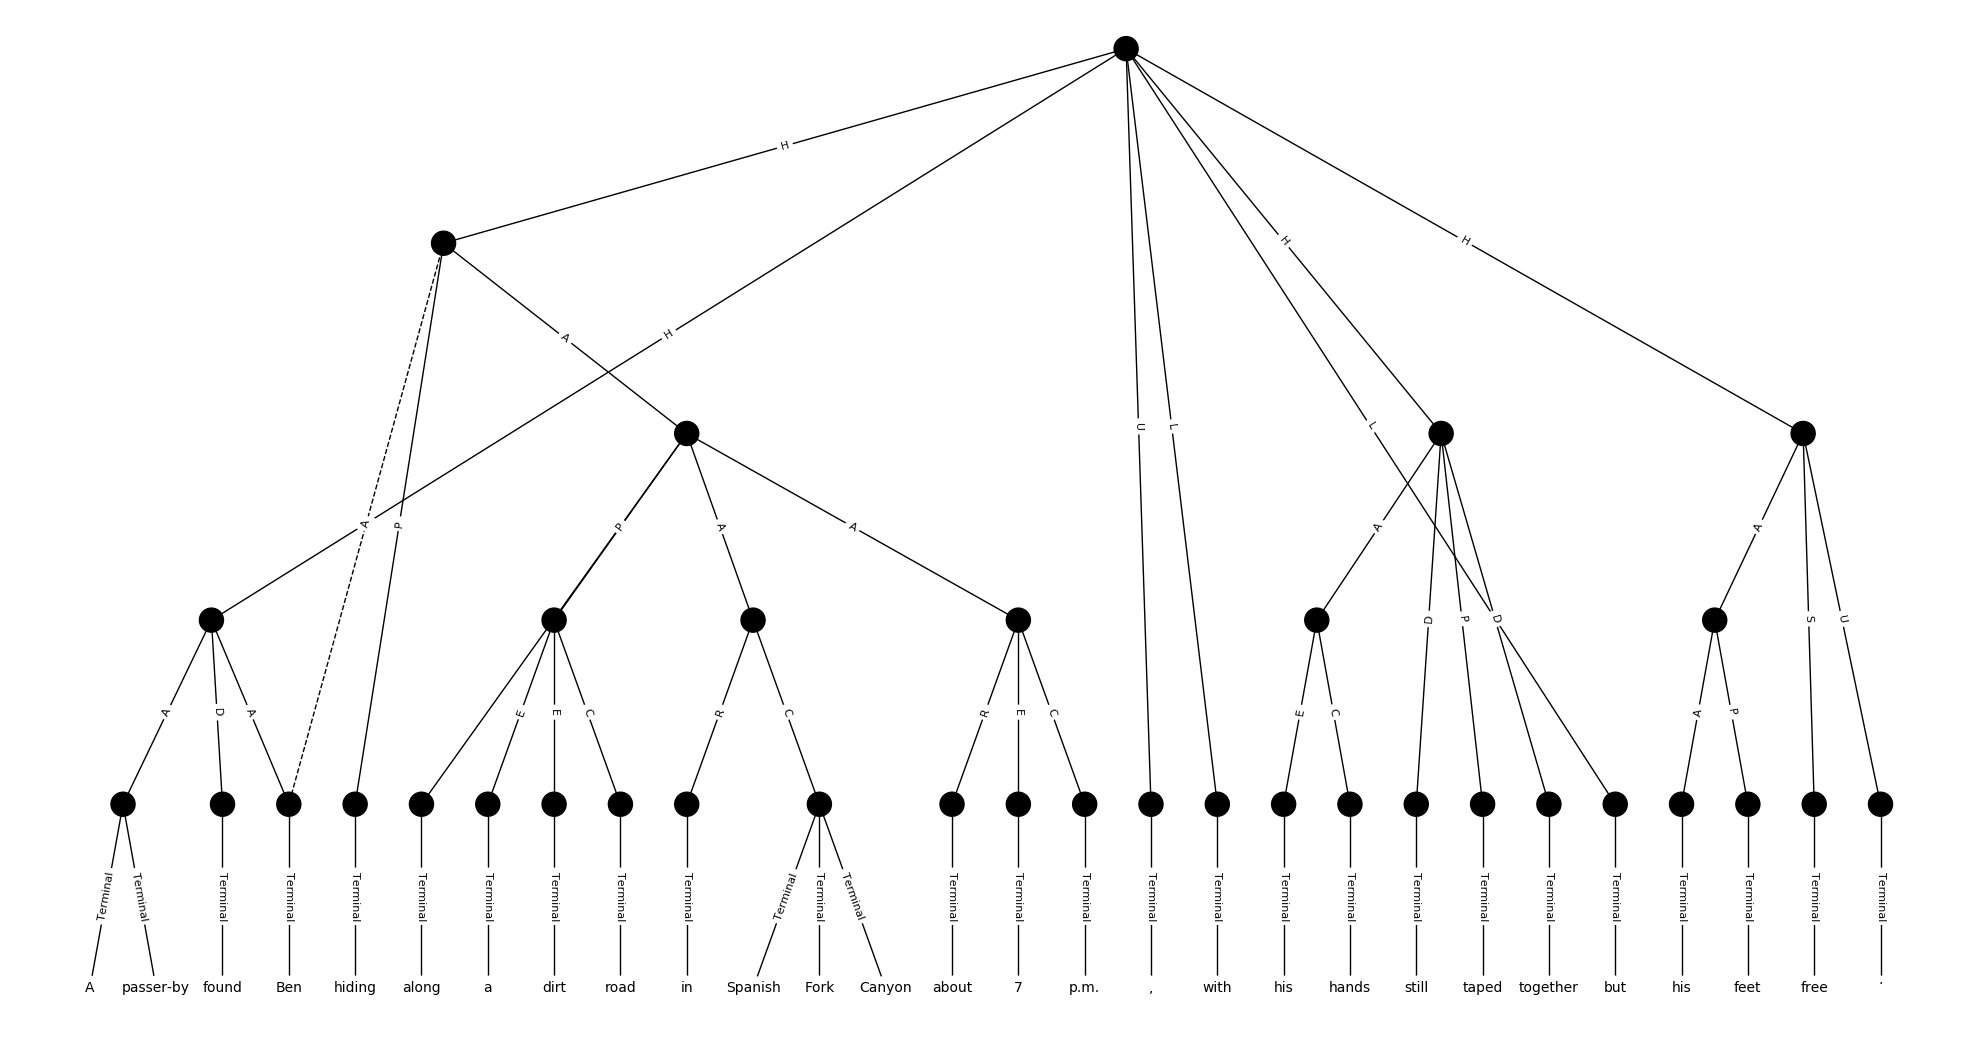 H
H
A
H
H
U
L
L
A
P
P
A
A
A
A
D
P
D
S
U
A
D
A
E
E
C
R
C
R
E
C
E
C
A
P
Terminal Terminal Terminal Terminal Terminal Terminal Terminal Terminal Terminal Terminal Terminal Terminal Terminal Terminal Terminal Terminal Terminal Terminal Terminal Terminal Terminal Terminal Terminal Terminal Terminal Terminal Terminal Terminal
A passer-by found Ben hiding along a dirt road in Spanish Fork Canyon about 7 p.m. , with his hands still taped together but his feet free .